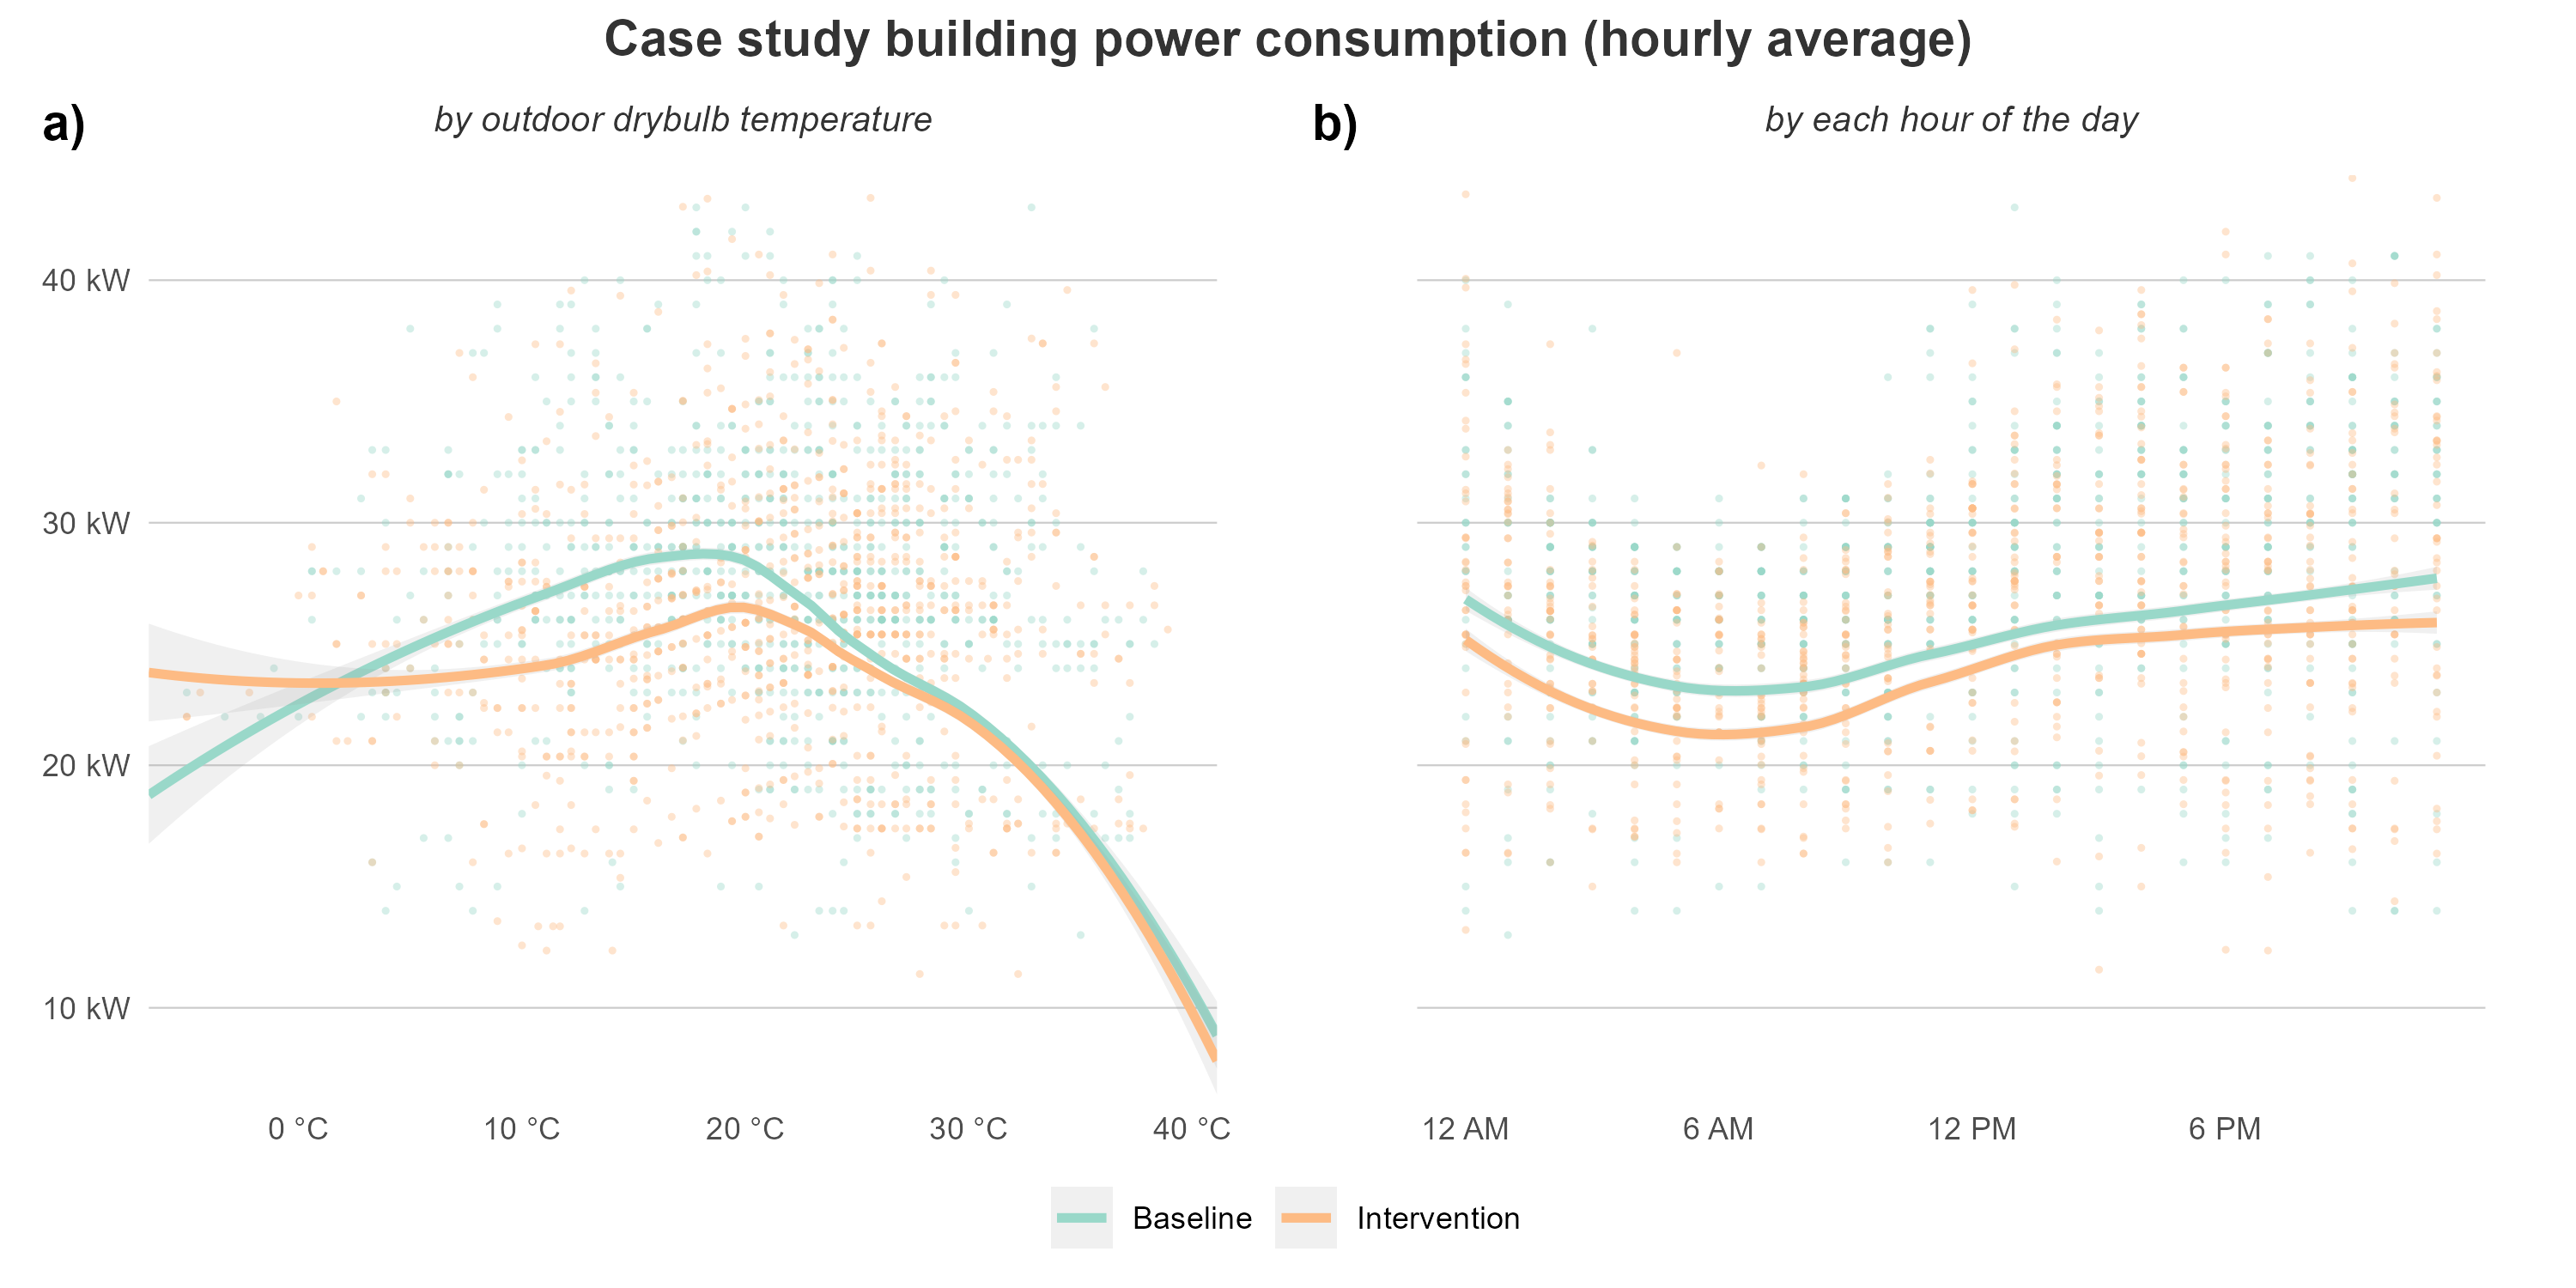 Case study building power consumption (hourly average)
a)
by outdoor drybulb temperature
b)
by each hour of the day
40 kW
30 kW
20 kW
10 kW
0 °C 10 °C 20 °C 30 °C 40 °C
12 AM 6 AM 12 PM 6 PM
Baseline Intervention